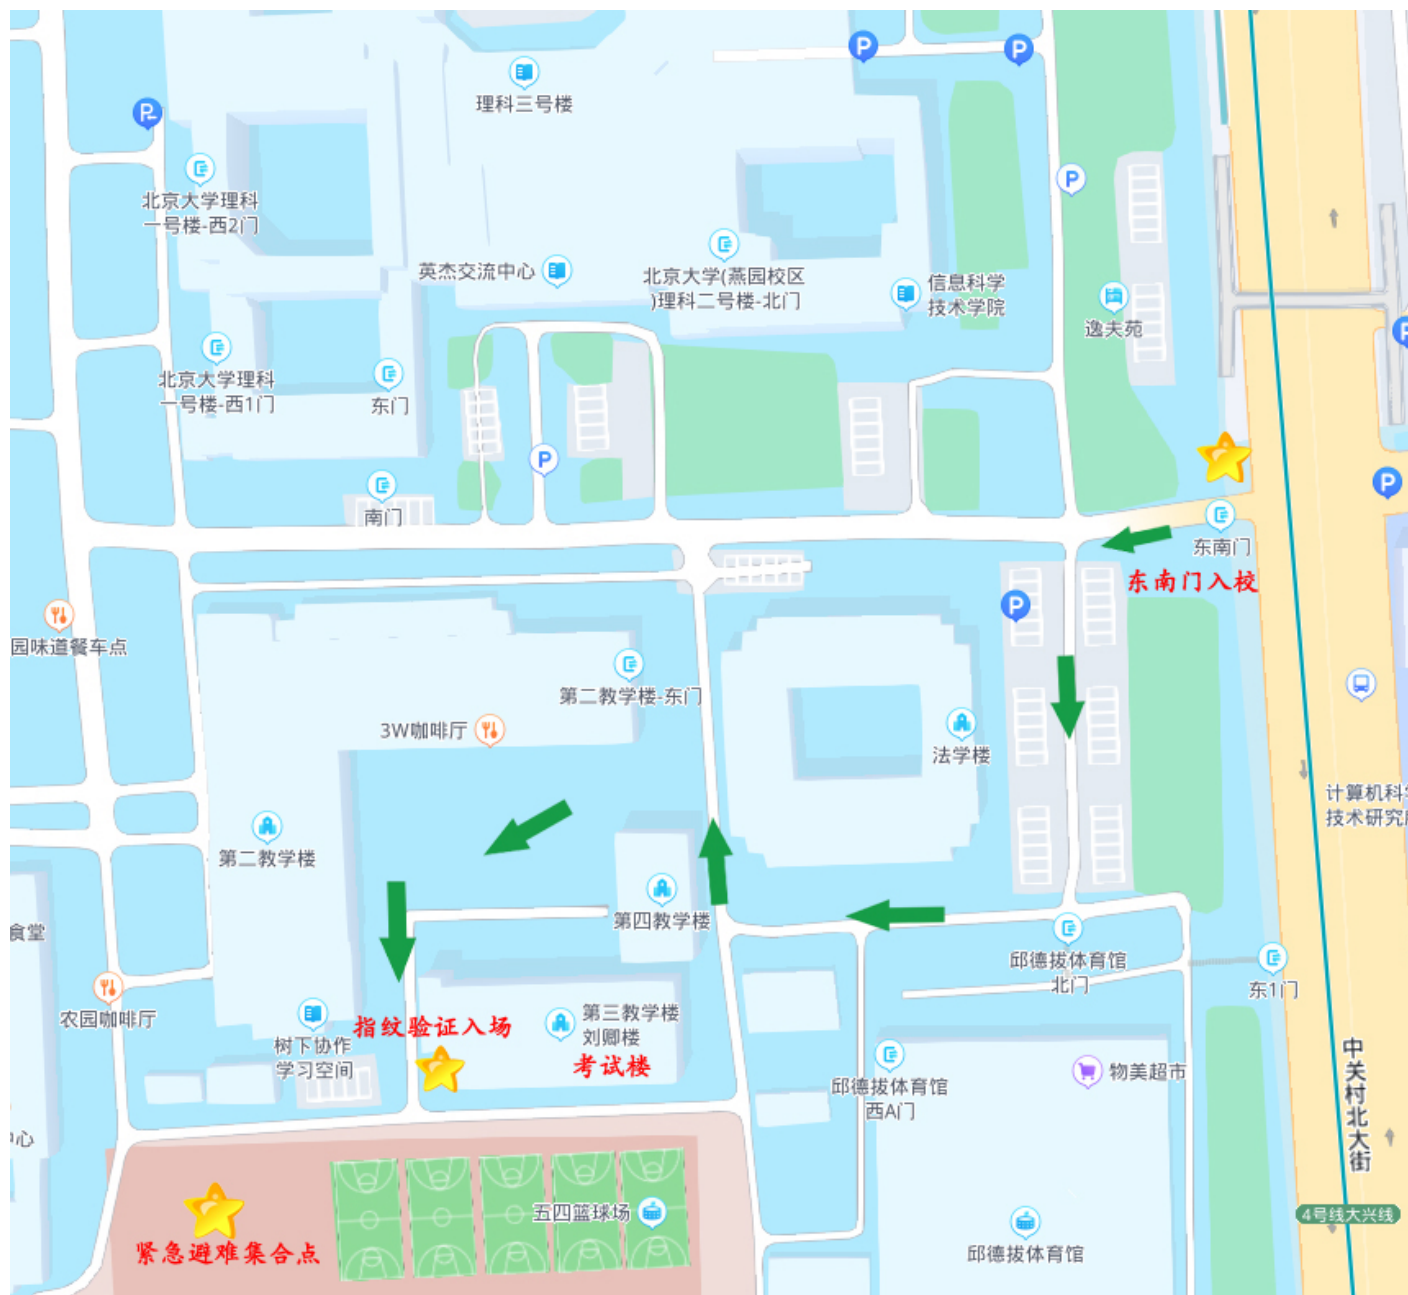 理科三号楼
北京大学理科
一号楼-西2门
英杰交流中心
北京大学(燕园校区
)理科二号楼-北门
信息科学
技术学院
逸夫苑
北京大学理科
一号楼-西1门
东门
南门
东南门
东南门入校
园味道餐车点
第二教学楼-东门
3W咖啡厅
法学楼
第二教学楼
第四教学楼
计算机科学
技术研究所
食堂
邱德拔体育馆
北门
东1门
农园咖啡厅
树下协作
学习空间
指纹验证入场
第三教学楼
刘卿楼
考试楼
邱德拔体育馆
西A门
物美超市
中关村北大街
中心
五四篮球场
4号线大兴线
紧急避难集合点
邱德拔体育馆